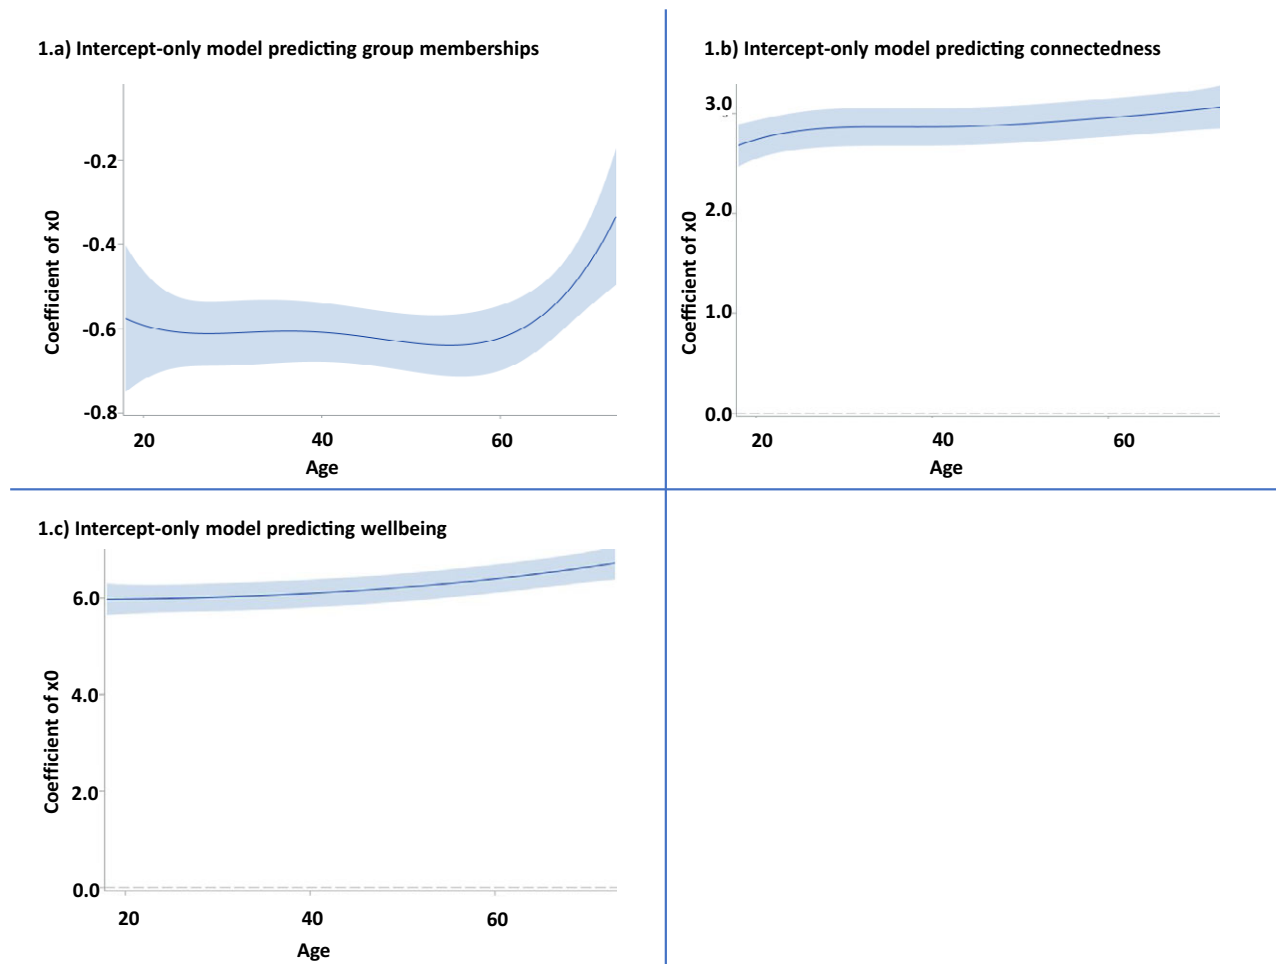 1.a) Intercept-only model predicting group memberships
Coefficient of x0
-0.2
-0.4
-0.6
-0.8
20 40 60
Age
1.b) Intercept-only model predicting connectedness
Coefficient of x0
3.0
2.0
1.0
0.0
20 40 60
Age
1.c) Intercept-only model predicting wellbeing
Coefficient of x0
6.0
4.0
2.0
0.0
20 40 60
Age